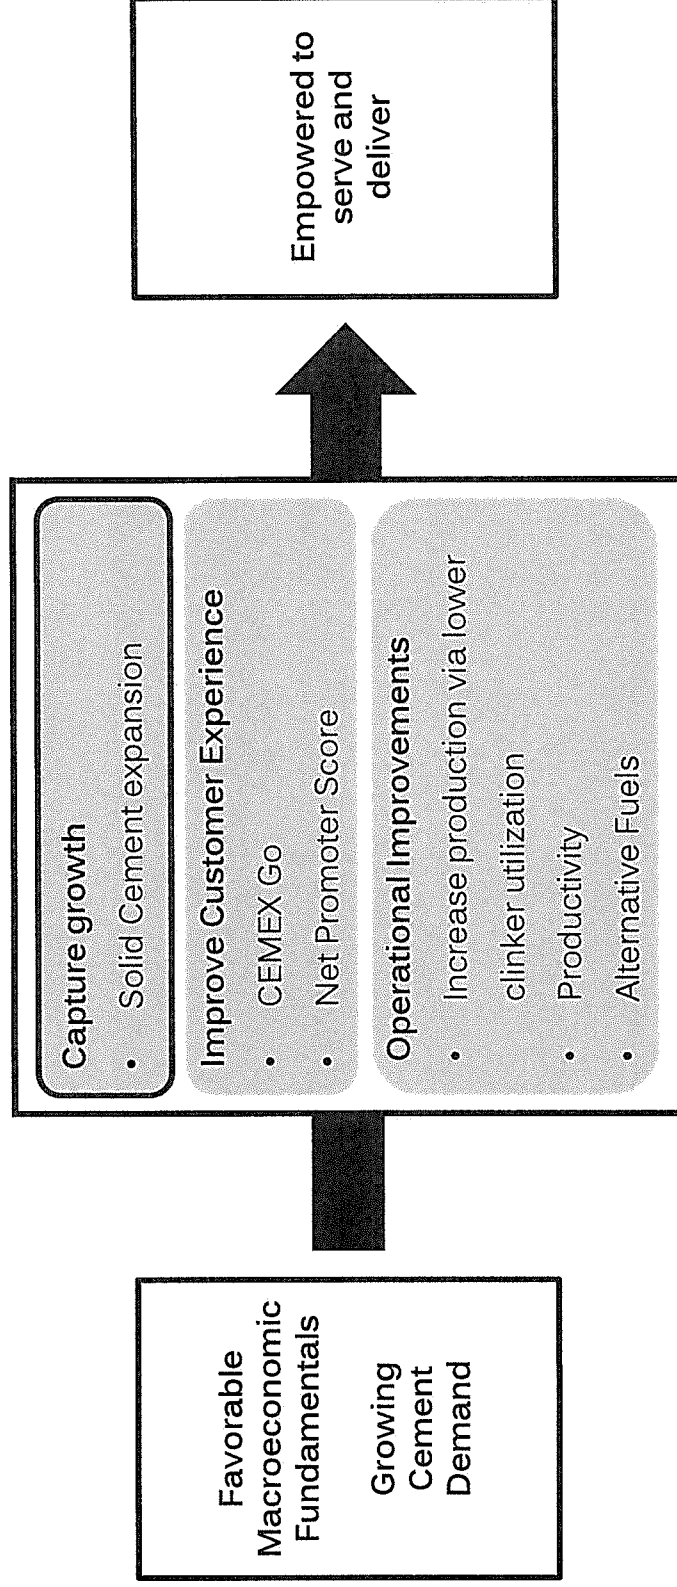 Favorable
Macroeconomic
Fundamentals
Growing
Cement
Demand
Capture growth
• Solid Cement expansion
Improve Customer Experience
• CEMEX Go
• Net Promoter Score
Operational Improvements
• Increase production via lower
clinker utilization
• Productivity
• Alternative Fuels
Empowered to
serve and
deliver